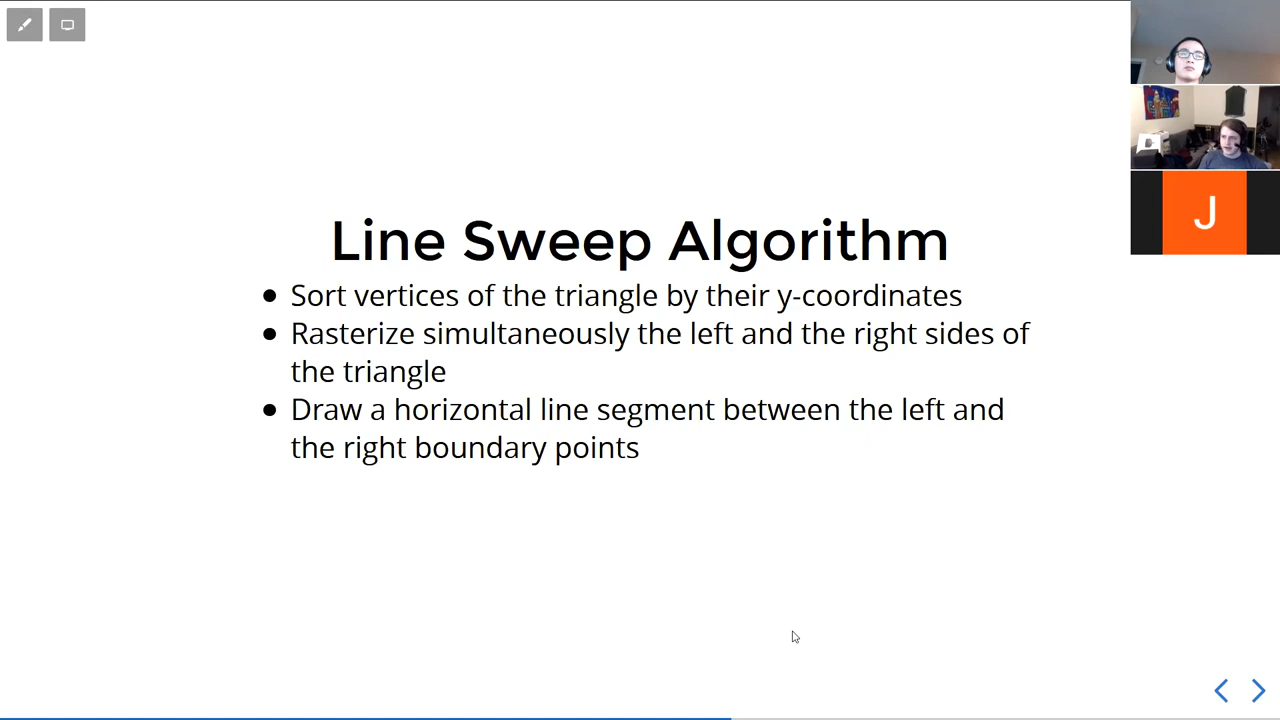 Line Sweep Algorithm
Sort vertices of the triangle by their y-coordinates
Rasterize simultaneously the left and the right sides of
the triangle
Draw a horizontal line segment between the left and
the right boundary points
J